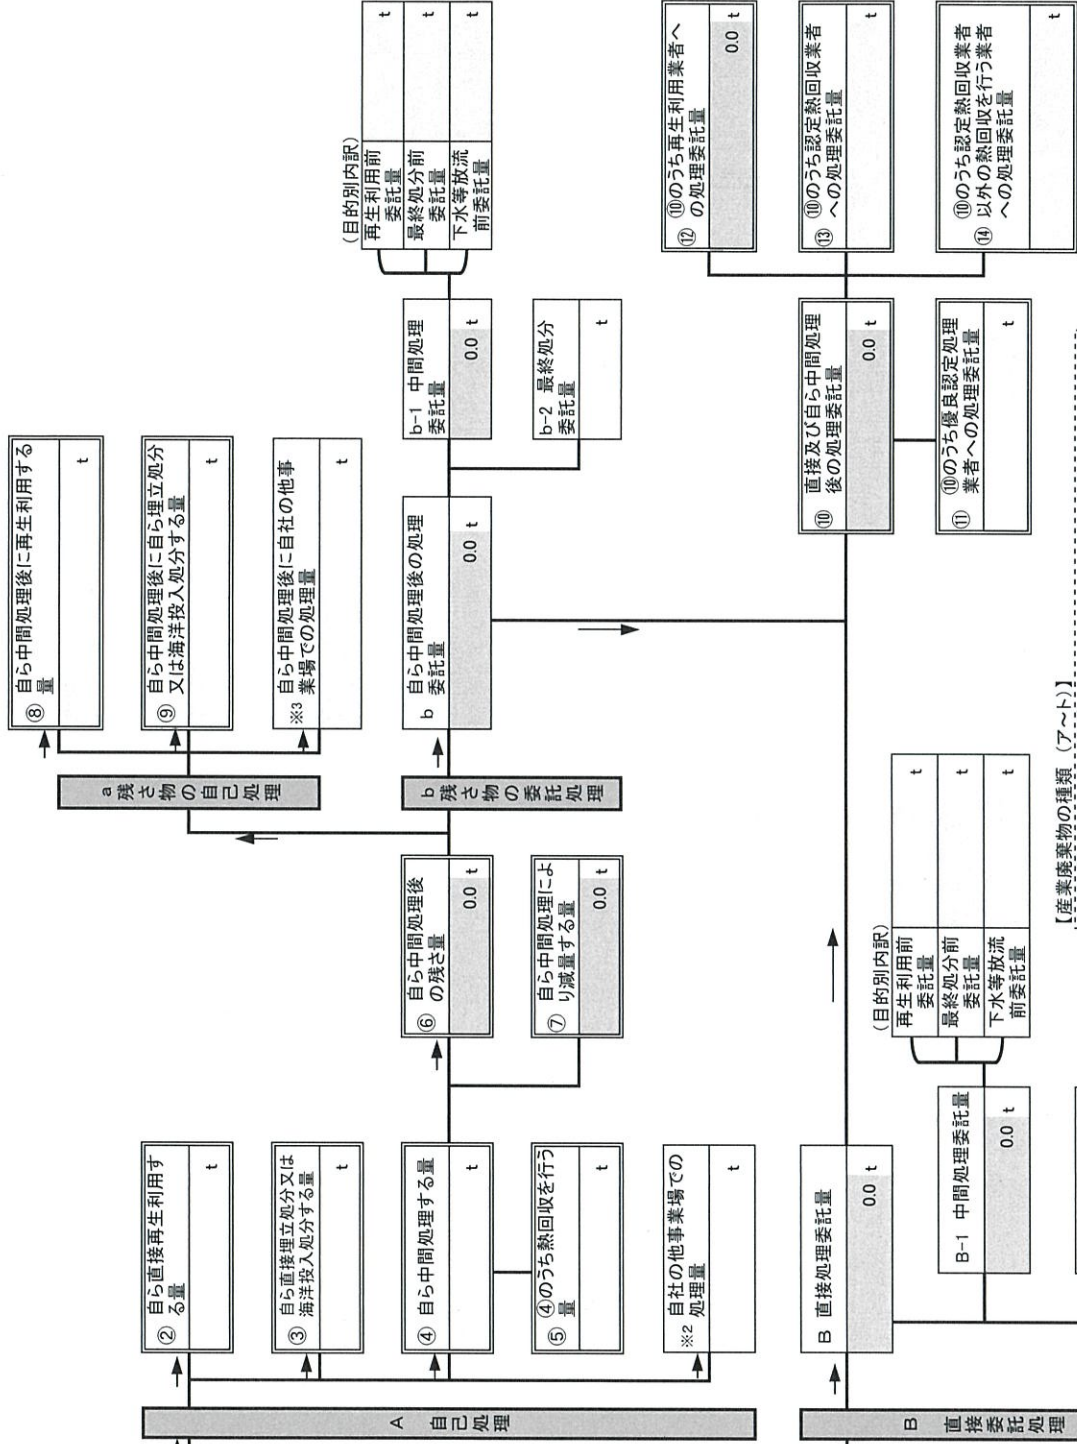 A 自己処理
② 自ら直接再生利用す
る量
t
③ 自ら直接埋立処分又は
海洋投入処分する量
t
④ 自ら中間処理する量
t
⑤ ④のうち熱回収を行う
量
t
※2 自社の他事業場での
処理量
t
⑥ 自ら中間処理後
の残さ量
0.0 t
⑦ 自ら中間処理によ
り減量する量
0.0 t
a 残さ物の自己処理
⑧ 自ら中間処理後に再生利用する
量
t
⑨ 自ら中間処理後に自ら埋立処分
又は海洋投入処分する量
t
※3 自ら中間処理後に自社の他事
業場での処理量
t
b 残さ物の委託処理
b 自ら中間処理後の処理
委託量
0.0 t
b-1 中間処理
委託量
0.0 t
b-2 最終処分
委託量
t
(目的別内訳)
再生利用前
委託量
t
最終処分前
委託量
t
下水等放流
前委託量
t
B 直接委託処理
B 直接処理委託量
0.0 t
B-1 中間処理委託量
0.0 t
(目的別内訳)
再生利用前
委託量
t
最終処分前
委託量
t
下水等放流
前委託量
t
⑩ 直接及び自ら中間処理
後の処理委託量
0.0 t
⑪ ⑩のうち優良認定処理
業者への処理委託量
t
⑫ ⑩のうち再生利用業者へ
の処理委託量
0.0 t
⑬ ⑩のうち認定熱回収業者
への処理委託量
t
⑭ ⑩のうち認定熱回収業者
以外の熱回収を行う業者
への処理委託量
t
【産業廃棄物の種類(ア~ト)】